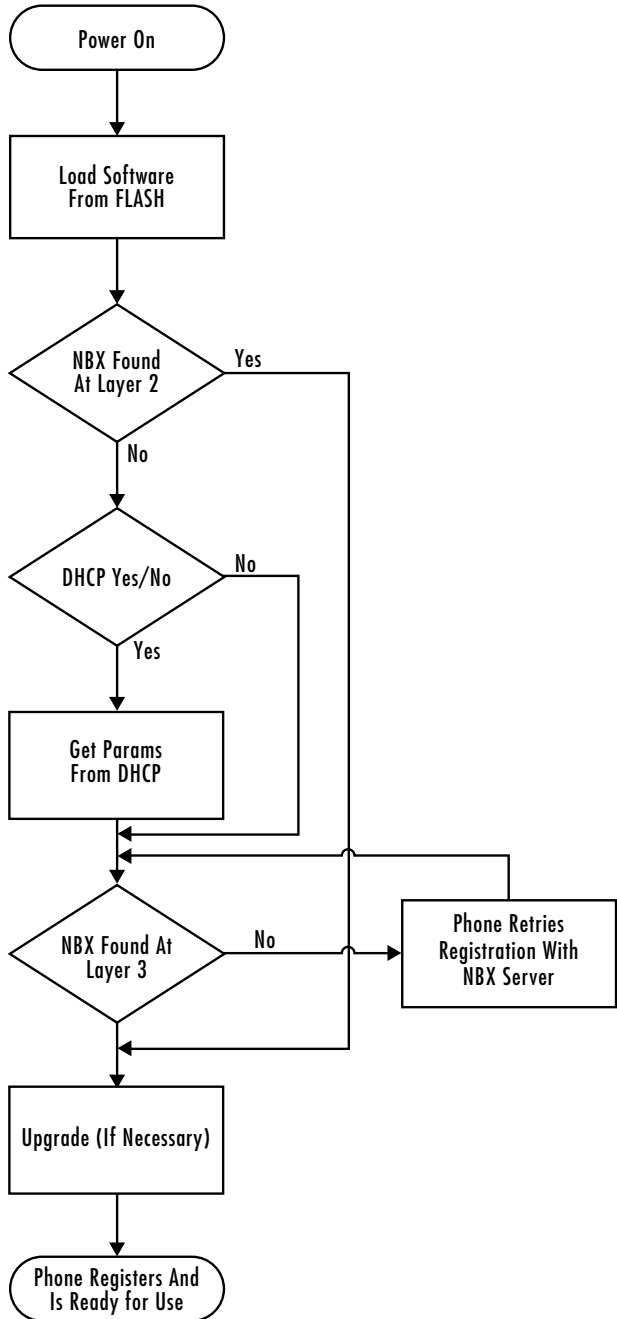 Power On
Load Software
From FLASH
NBX Found
At Layer 2
Yes
No
DHCP Yes/No
No
Yes
Get Params
From DHCP
NBX Found At
Layer 3
No
Phone Retries
Registration With
NBX Server
Upgrade (If Necessary)
Phone Registers And
Is Ready for Use